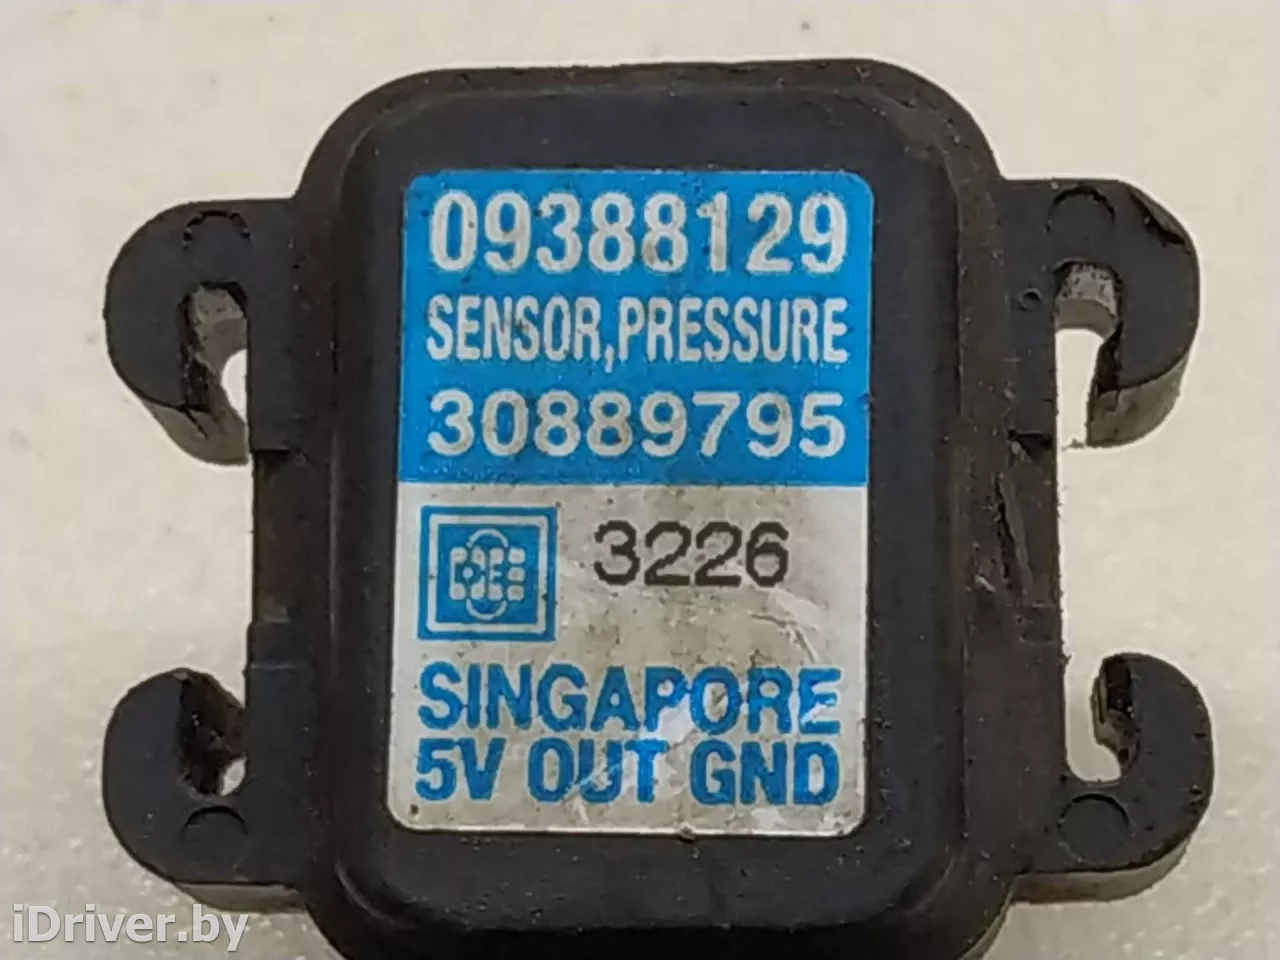 09388129
SENSOR,PRESSURE
30889795
3226
SINGAPORE
5V OUT GND
iDriver.by